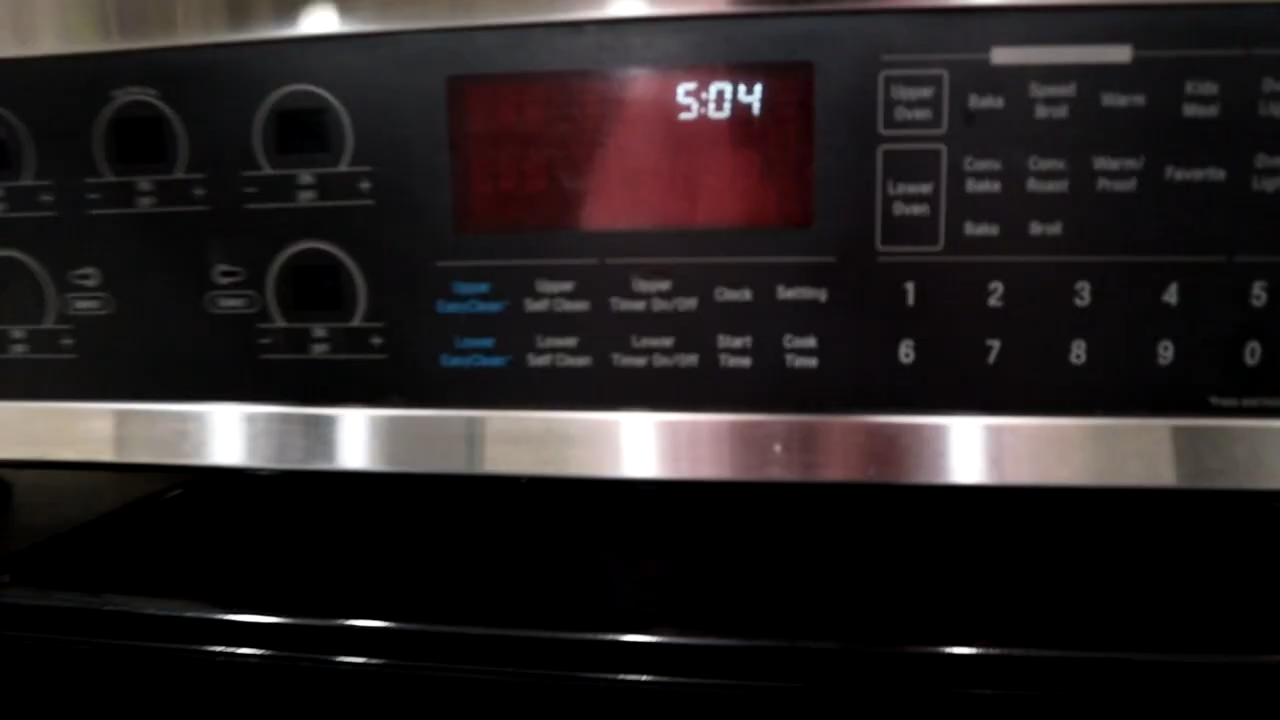 5:04
Upper
Oven
Bake
Speed
Broil
Warm
Kids
Meal
Lower
Oven
Conv.
Bake
Conv.
Roast
Warm/
Proof
Favorite
Bake
Broil
Upper
EasyClean
Upper
Self Clean
Upper
Timer On/Off
Clock
Setting
Lower
EasyClean
Lower
Self Clean
Lower
Timer On/Off
Start
Time
Cook
Time
1 2 3 4 5
6 7 8 9 0